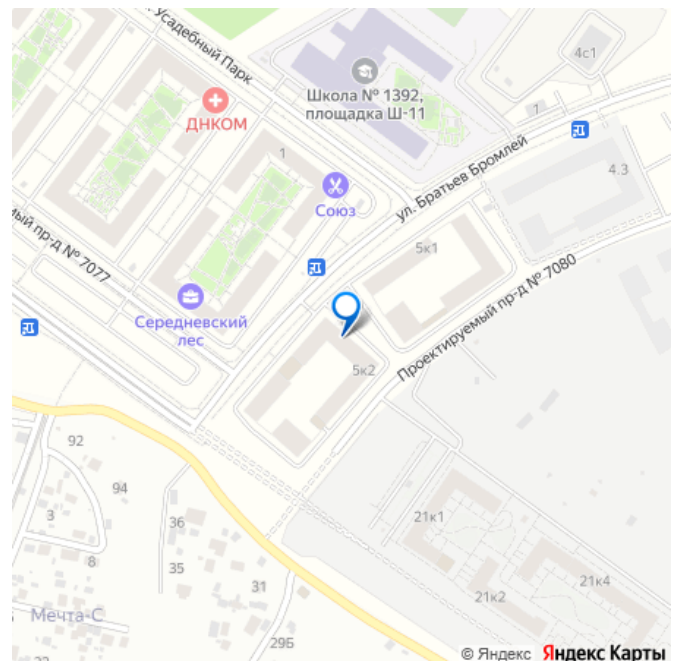 Усадебный Парк
4с1
Школа № 1392,
площадка Ш-11
ДНКОМ
1
1
ул. Братьев Бромлей
4.3
Союз
5к1
пр-д № 7077
Проектируемый пр-д № 7080
Середневский
лес
5к2
92
94
3
36
21к1
8
35
31
21к4
21к2
Мечта-С
29Б
© Яндекс Яндекс Карты